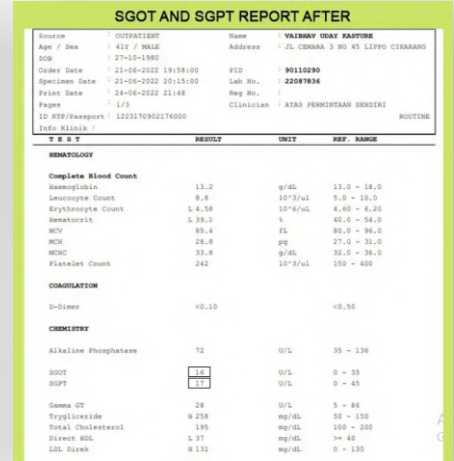 SGOT AND SGPT REPORT AFTER
Source : OUTPATIENT Name : VAIBHAV UDAY KASTURE
Age / Sex : 41Y / MALE Address : JL CEMARA 3 NO 45 LIPPO CIKARANG
DOB : 27-10-1980
Order Date : 21-06-2022 19:58:00 PID : 90110290
Specimen Date : 21-06-2022 20:15:00 Lab No. : 22087836
Print Date : 24-06-2022 21:48 Reg No. :
Pages : 1/3 Clinician : ATAS PERMINTAAN SENDIRI
ID KTP/Passport : 1223170902176000 ROUTINE
Info Klinik :
T E S T RESULT UNIT REF. RANGE
HEMATOLOGY
Complete Blood Count
Haemoglobin 13.2 g/dL 13.0 - 18.0
Leucocyte Count 8.8 10^3/ul 5.0 - 10.0
Erythrocyte Count L 4.58 10^6/uL 4.60 - 6.20
Hematocrit L 39.1 % 40.0 - 54.0
MCV 85.4 fL 80.0 - 96.0
MCH 28.8 pg 27.0 - 31.0
MCHC 33.8 g/dL 32.0 - 36.0
Platelet Count 242 10^3/ul 150 - 400
COAGULATION
D-Dimer <0.10 <0.50
CHEMISTRY
Alkaline Phosphatase 72 U/L 35 - 136
SGOT 16 U/L 0 - 35
SGPT 17 U/L 0 - 45
Gamma GT 28 U/L 5 - 86
Trygliceride H 258 mg/dL 50 - 150
Total Cholesterol 195 mg/dL 100 - 200
Direct HDL L 37 mg/dL >= 40
LDL Direk H 131 mg/dL 0 - 130